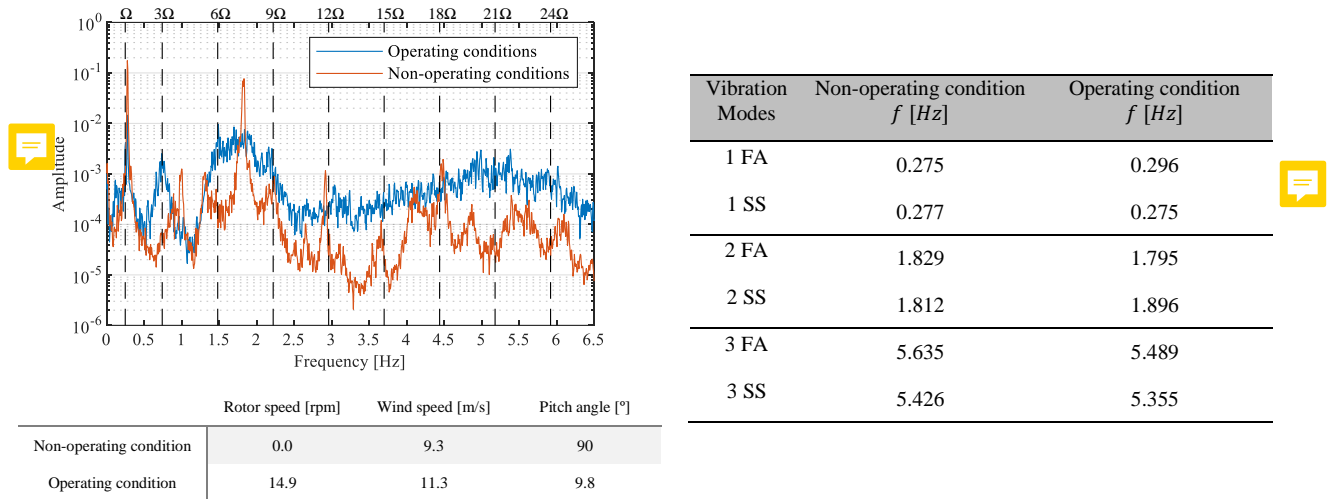 Ω 3Ω 6Ω 9Ω 12Ω 15Ω 18Ω 21Ω 24Ω
10^0
10^-1
10^-2
10^-3
10^-4
10^-5
10^-6
Amplitude
Operating conditions
Non-operating conditions
0 0.5 1 1.5 2 2.5 3 3.5 4 4.5 5 5.5 6 6.5
Frequency [Hz]
Rotor speed [rpm] Wind speed [m/s] Pitch angle [º]
Non-operating condition 0.0 9.3 90
Operating condition 14.9 11.3 9.8
Vibration Non-operating condition Operating condition
Modes f [Hz] f [Hz]
1 FA 0.275 0.296
1 SS 0.277 0.275
2 FA 1.829 1.795
2 SS 1.812 1.896
3 FA 5.635 5.489
3 SS 5.426 5.355